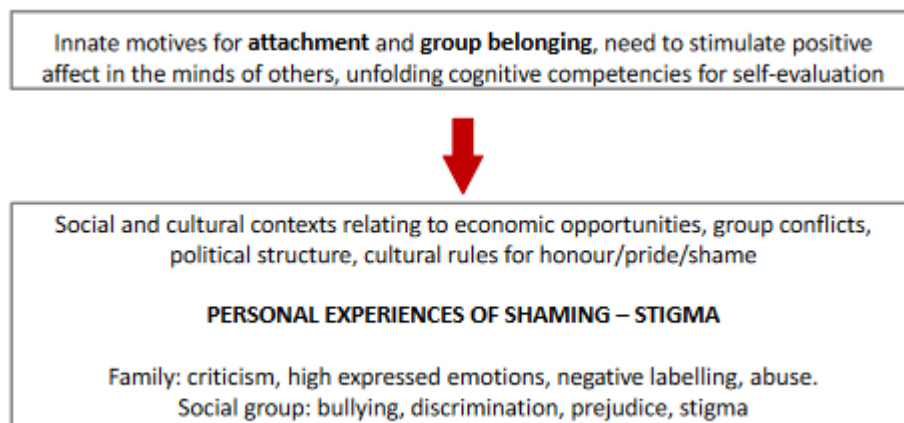 Innate motives for attachment and group belonging, need to stimulate positive
affect in the minds of others, unfolding cognitive competencies for self-evaluation
Social and cultural contexts relating to economic opportunities, group conflicts,
political structure, cultural rules for honour/pride/shame
PERSONAL EXPERIENCES OF SHAMING – STIGMA
Family: criticism, high expressed emotions, negative labelling, abuse.
Social group: bullying, discrimination, prejudice, stigma